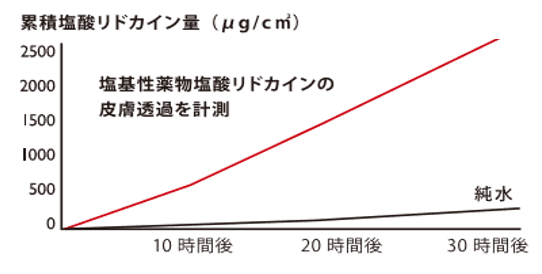 累積塩酸リドカイン量（μg/c㎡）
2500
塩基性薬物塩酸リドカインの
皮膚透過を計測
2000
1500
1000
500
純水
0
10 時間後 20 時間後 30 時間後